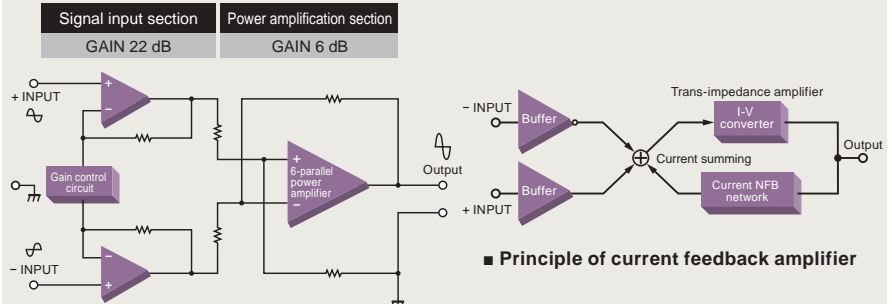 Signal input section
Power amplification section
GAIN 22 dB
GAIN 6 dB
+
+ INPUT
−
Gain control
circuit
−
− INPUT
+
+
6-parallel
power
amplifier
−
Output
− INPUT
Buffer
Buffer
+ INPUT
Trans-impedance amplifier
I-V
converter
Current summing
Output
Current NFB
network
■ Principle of current feedback amplifier